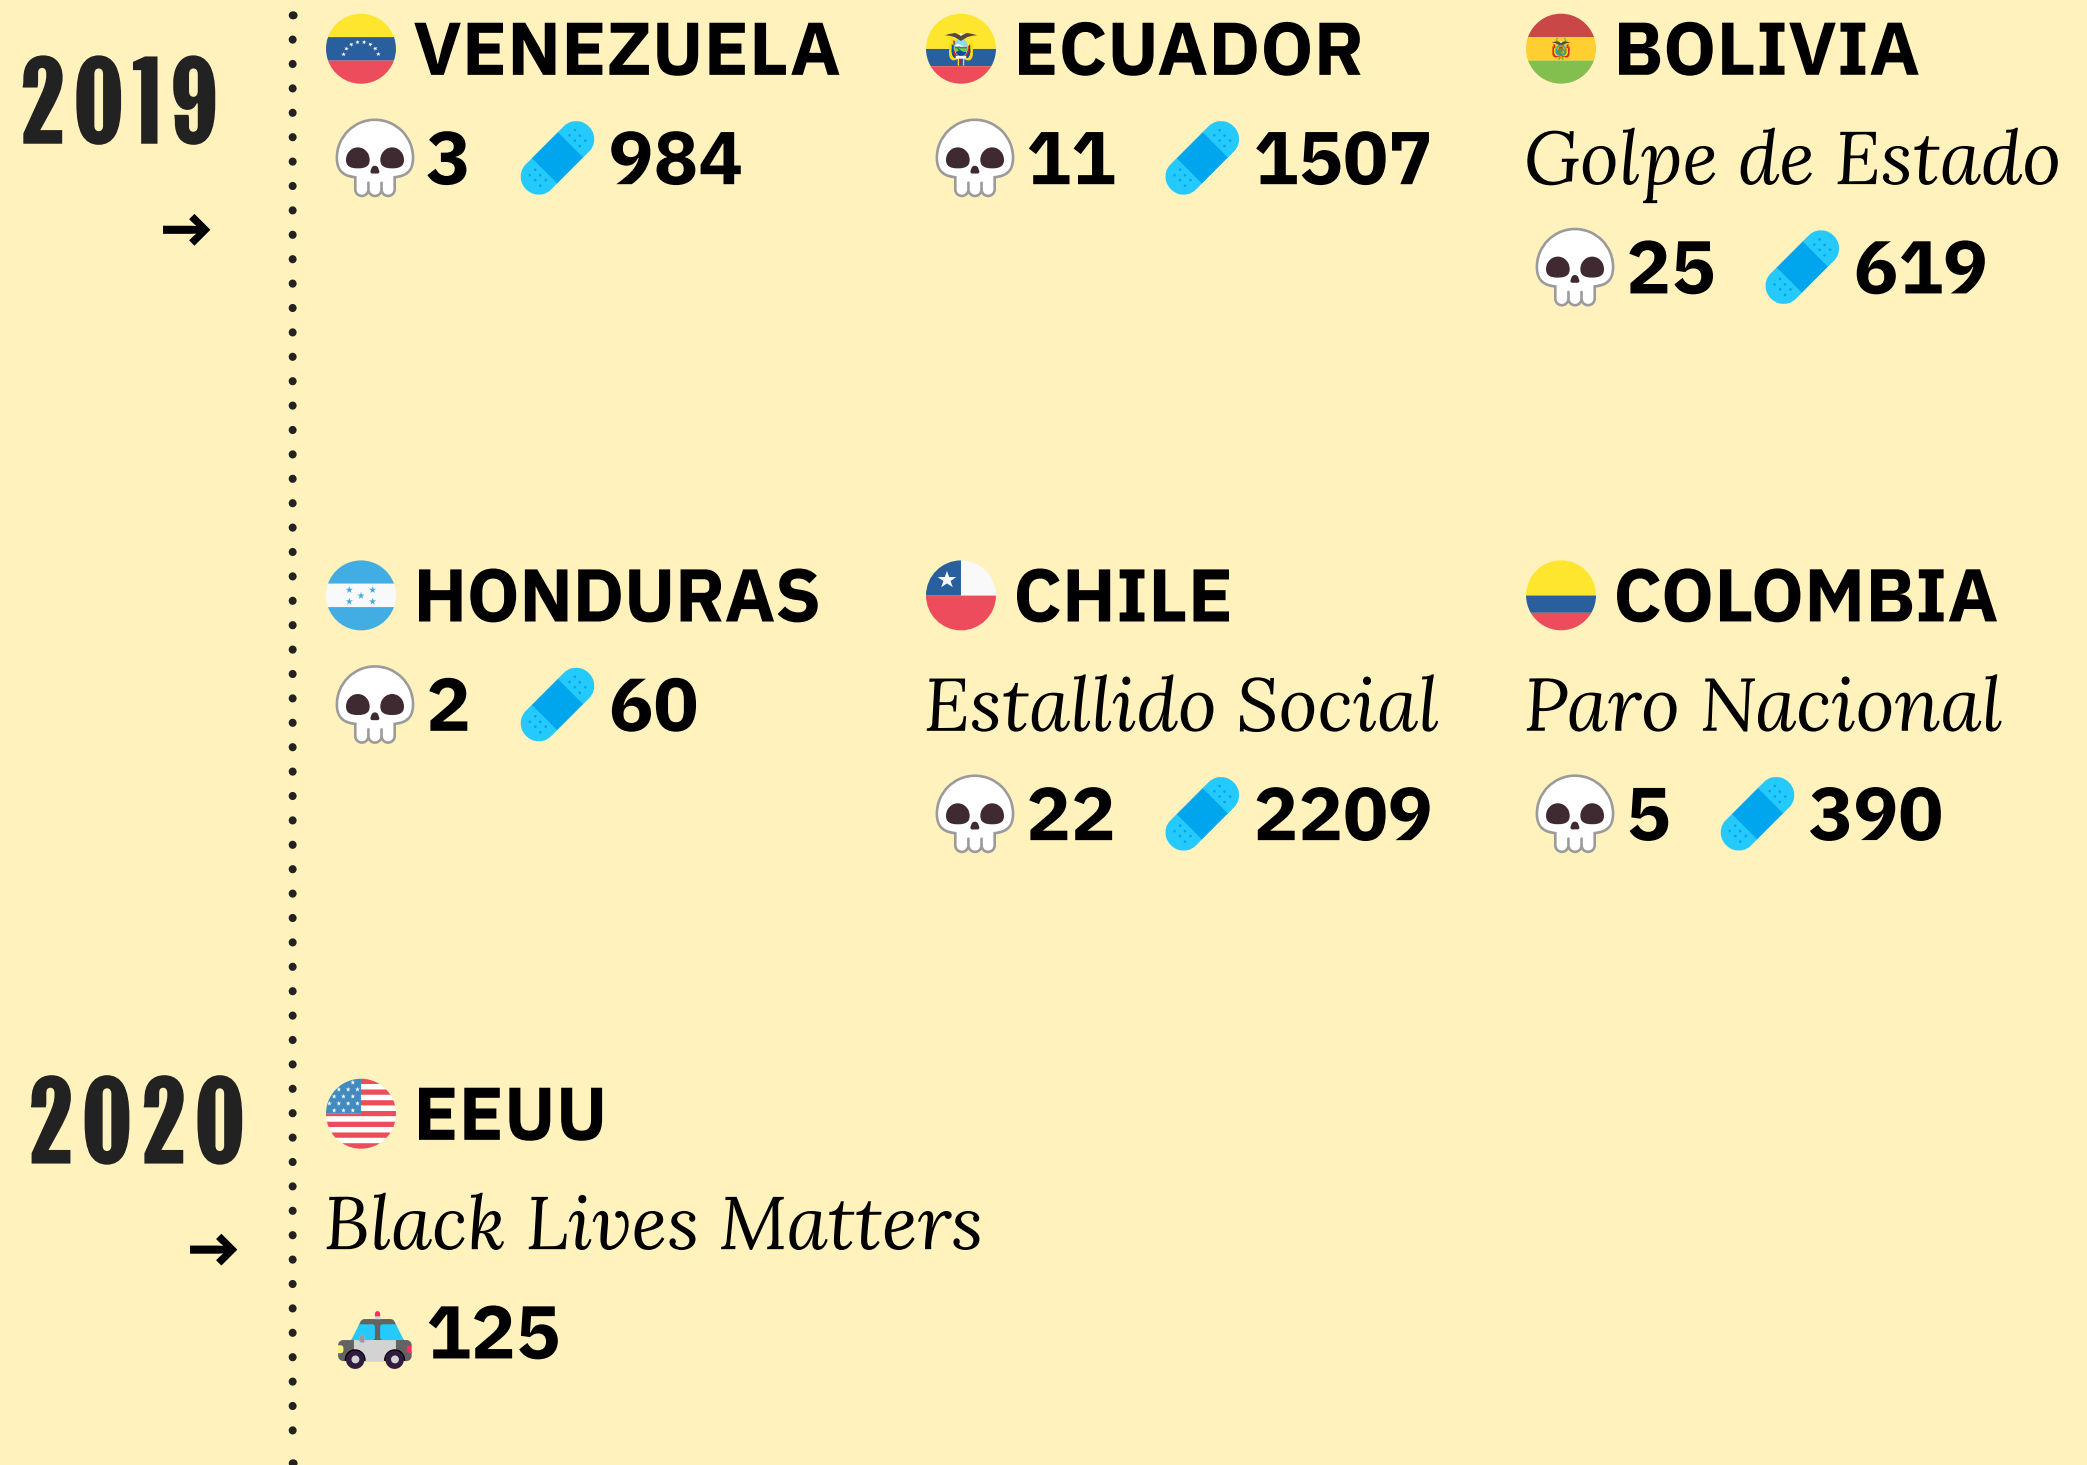 2019
→
VENEZUELA
3 984
ECUADOR
11 1507
BOLIVIA
Golpe de Estado
25 619
HONDURAS
2 60
CHILE
Estallido Social
22 2209
COLOMBIA
Paro Nacional
5 390
2020
→
EEUU
Black Lives Matters
125